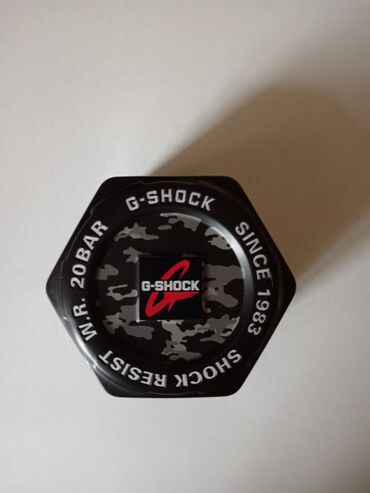 G-SHOCK
SINCE 1983
SHOCK RESIST
W.R. 20BAR
G-SHOCK